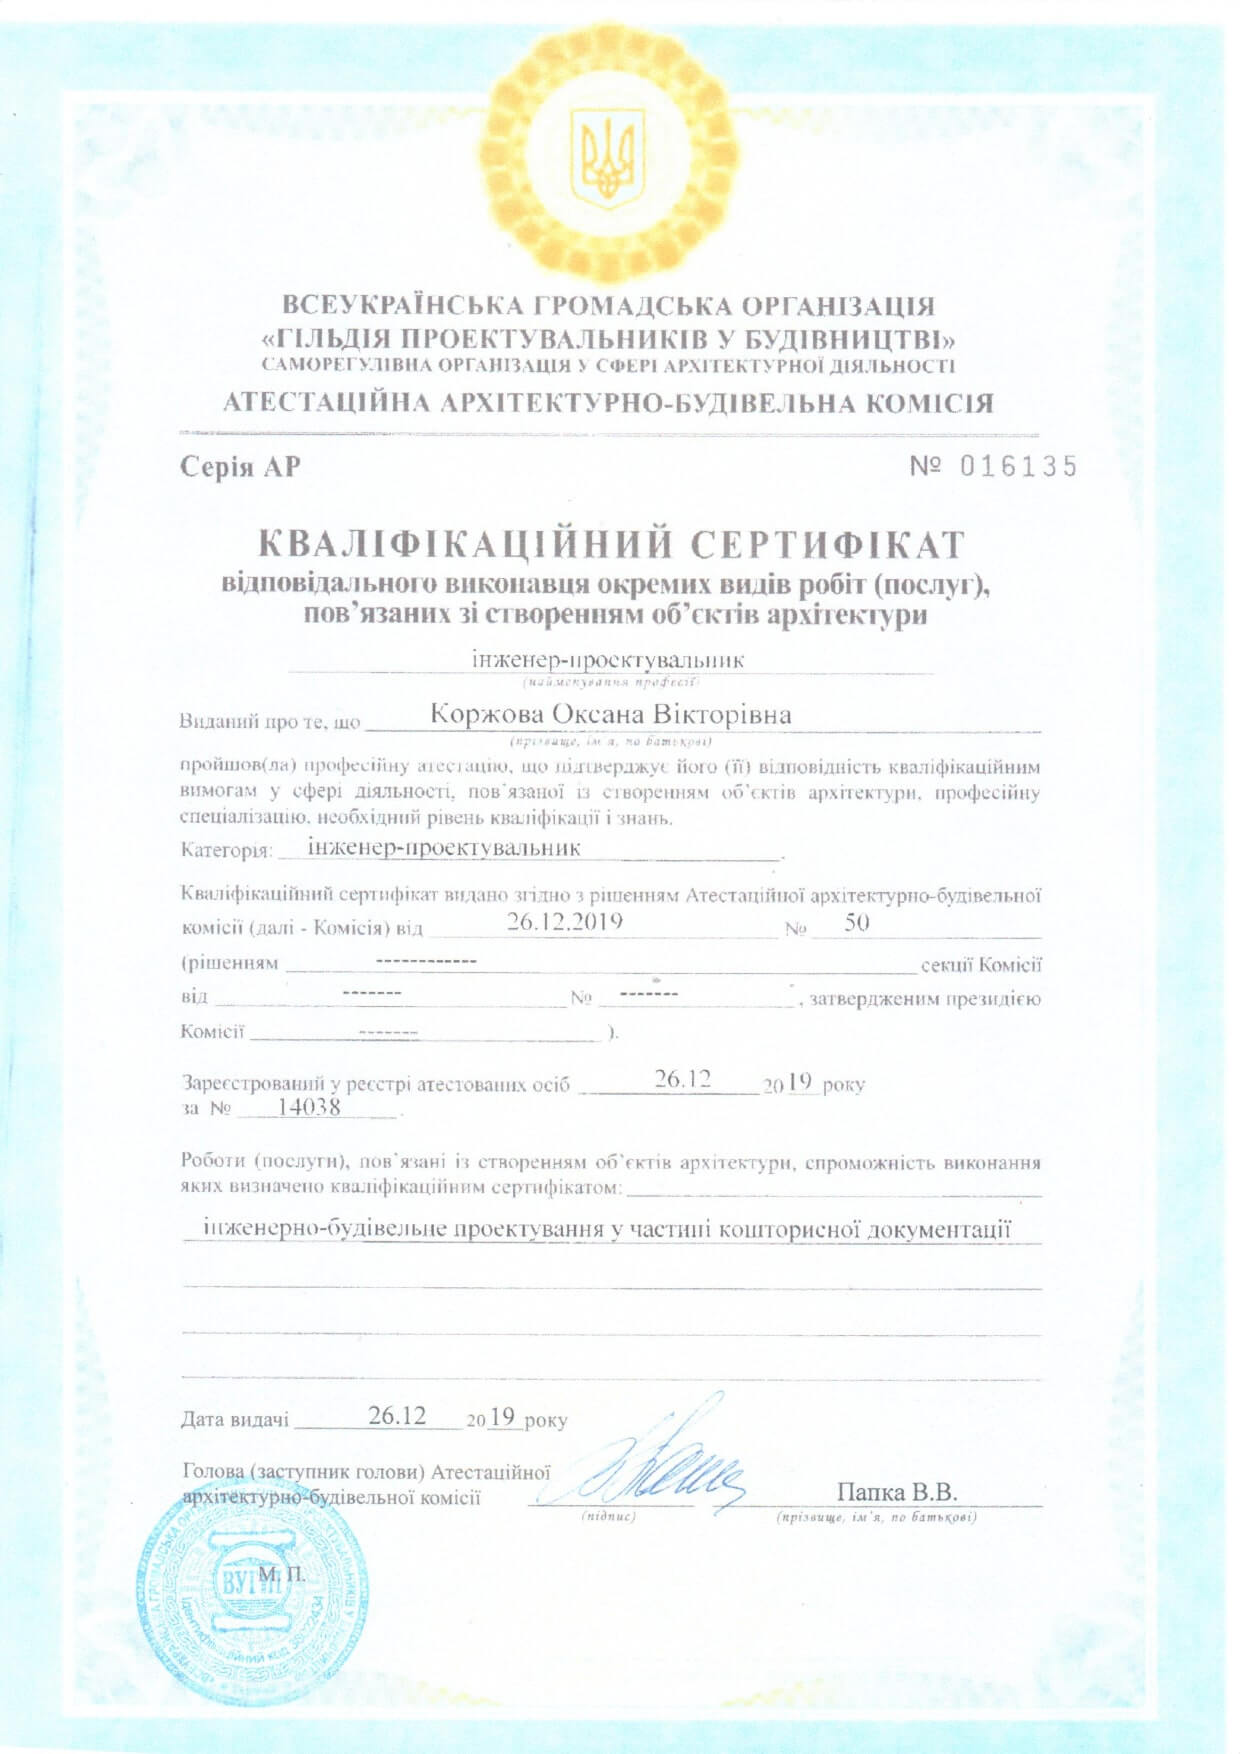 ВСЕУКРАЇНСЬКА ГРОМАДСЬКА ОРГАНІЗАЦІЯ
«ГІЛЬДІЯ ПРОЕКТУВАЛЬНИКІВ У БУДІВНИЦТВІ»
САМОРЕГУЛІВНА ОРГАНІЗАЦІЯ У СФЕРІ АРХІТЕКТУРНОЇ ДІЯЛЬНОСТІ
АТЕСТАЦІЙНА АРХІТЕКТУРНО-БУДІВЕЛЬНА КОМІСІЯ
Серія АР № 016135
КВАЛІФІКАЦІЙНИЙ СЕРТИФІКАТ
відповідального виконавця окремих видів робіт (послуг),
пов’язаних зі створенням об’єктів архітектури
інженер-проектувальник
(найменування професії)
Виданий про те, що Коржова Оксана Вікторівна
(прізвище, ім’я, по батькові)
пройшов(ла) професійну атестацію, що підтверджує його (її) відповідність кваліфікаційним
вимогам у сфері діяльності, пов`язаної із створенням об’єктів архітектури, професійну
спеціалізацію, необхідний рівень кваліфікації і знань.
Категорія: інженер-проектувальник.
Кваліфікаційний сертифікат видано згідно з рішенням Атестаційної архітектурно-будівельної
комісії (далі - Комісія) від 26.12.2019 № 50
(рішенням ------------ секції Комісії
від ------- № -------, затвердженим президією
Комісії ------- ).
Зареєстрований у реєстрі атестованих осіб 26.12 2019 року
за № 14038.
Роботи (послуги), пов`язані із створенням об’єктів архітектури, спроможність виконання
яких визначено кваліфікаційним сертифікатом:
інженерно-будівельне проектування у частині кошторисної документації
Дата видачі 26.12 2019 року
Голова (заступник голови) Атестаційної
архітектурно-будівельної комісії Папка В.В.
(підпис) (прізвище, ім’я, по батькові)
М. П.